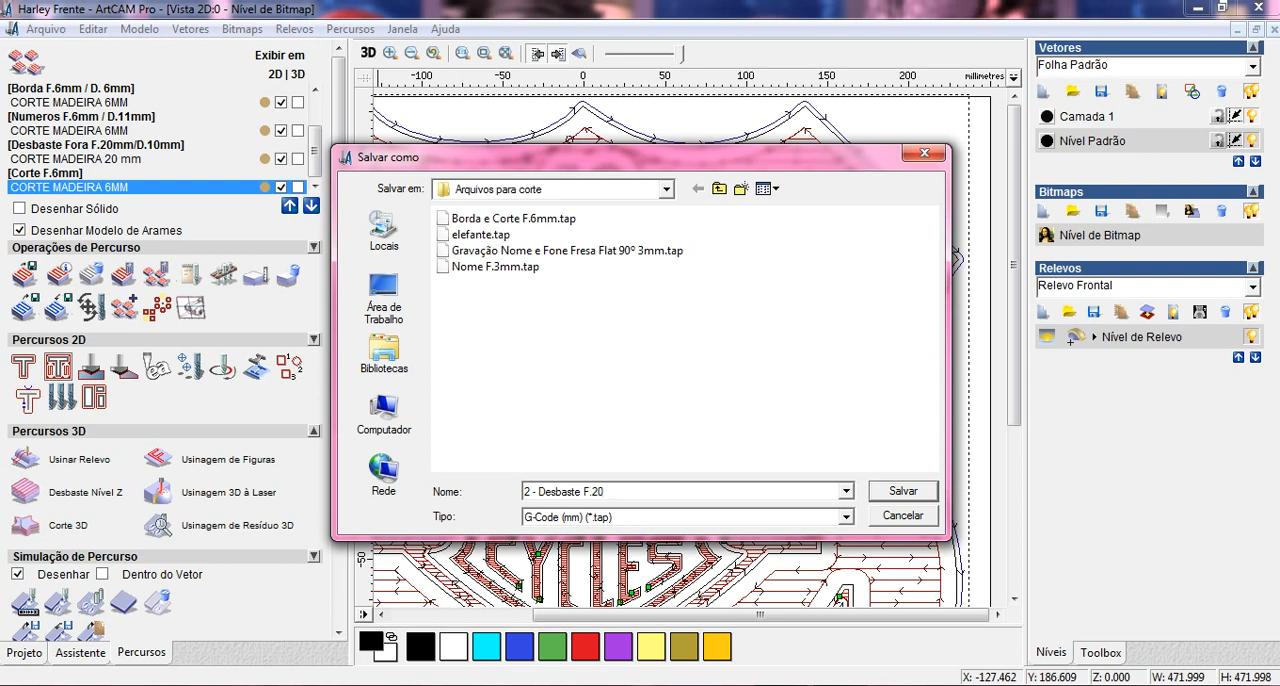 Harley Frente - ArtCAM Pro - [Vista 2D:0 - Nível de Bitmap]
Arquivo Editar Modelo Vetores Bitmaps Relevos Percursos Janela Ajuda
Exibir em
2D | 3D
[Borda F.6mm / D. 6mm]
CORTE MADEIRA 6MM
[Numeros F.6mm / D.11mm]
CORTE MADEIRA 6MM
[Desbaste Fora F.20mm/D.10mm]
CORTE MADEIRA 20 mm
[Corte F.6mm]
CORTE MADEIRA 6MM
Desenhar Sólido
Desenhar Modelo de Arames
Operações de Percurso
Percursos 2D
Percursos 3D
Usinar Relevo
Usinagem de Figuras
Desbaste Nível Z
Usinagem 3D à Laser
Corte 3D
Usinagem de Resíduo 3D
Simulação de Percurso
Desenhar
Dentro do Vetor
Projeto Assistente Percursos
3D
-100 -50 0 50 100 150 200 milímetros
-50
CYCLES
Salvar como
Salvar em:
Arquivos para corte
Locais
Área de Trabalho
Bibliotecas
Computador
Rede
Borda e Corte F.6mm.tap
elefante.tap
Gravação Nome e Fone Fresa Flat 90º 3mm.tap
Nome F.3mm.tap
Nome:
2 - Desbaste F.20
Salvar
Tipo:
G-Code (mm) (*.tap)
Cancelar
Vetores
Folha Padrão
Camada 1
Nível Padrão
Bitmaps
Nível de Bitmap
Relevos
Relevo Frontal
Nível de Relevo
Níveis Toolbox
X: -127.462 Y: 186.609 Z: 0.000 W: 471.999 H: 471.998